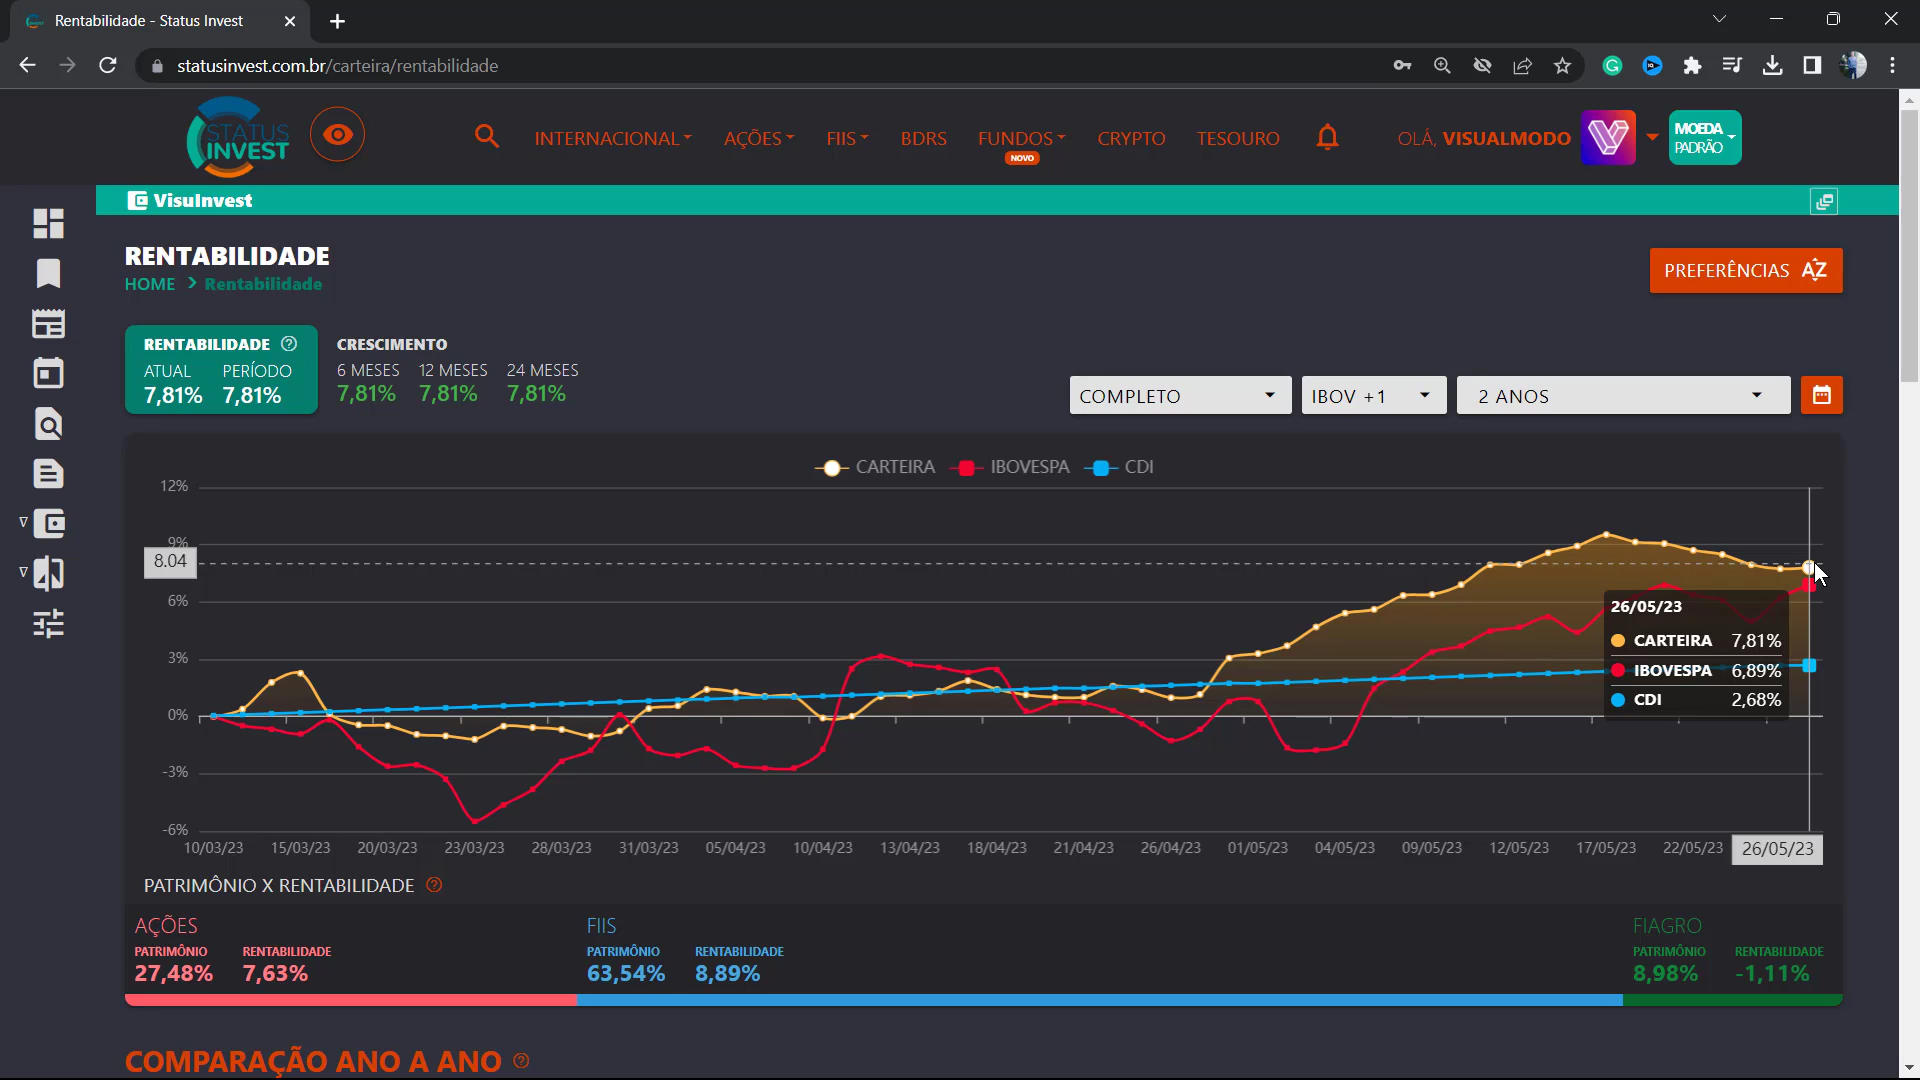 Rentabilidade - Status Invest
statusinvest.com.br/carteira/rentabilidade
STATUS
INVEST
INTERNACIONAL
AÇÕES
FIIS
BDRS
FUNDOS
NOVO
CRYPTO
TESOURO
OLÁ, VISUALMODO
MOEDA
PADRÃO
VisuInvest
RENTABILIDADE
HOME > Rentabilidade
PREFERÊNCIAS AZ
RENTABILIDADE ?
ATUAL PERÍODO
7,81% 7,81%
CRESCIMENTO
6 MESES 12 MESES 24 MESES
7,81% 7,81% 7,81%
COMPLETO
IBOV +1
2 ANOS
CARTEIRA IBOVESPA CDI
12%
9%
8.04
6%
3%
0%
-3%
-6%
26/05/23
CARTEIRA 7,81%
IBOVESPA 6,89%
CDI 2,68%
10/03/23 15/03/23 20/03/23 23/03/23 28/03/23 31/03/23 05/04/23 10/04/23 13/04/23 18/04/23 21/04/23 26/04/23 01/05/23 04/05/23 09/05/23 12/05/23 17/05/23 22/05/23 26/05/23
PATRIMÔNIO X RENTABILIDADE ?
AÇÕES
PATRIMÔNIO RENTABILIDADE
27,48% 7,63%
FIIS
PATRIMÔNIO RENTABILIDADE
63,54% 8,89%
FIAGRO
PATRIMÔNIO RENTABILIDADE
8,98% -1,11%
COMPARAÇÃO ANO A ANO ?